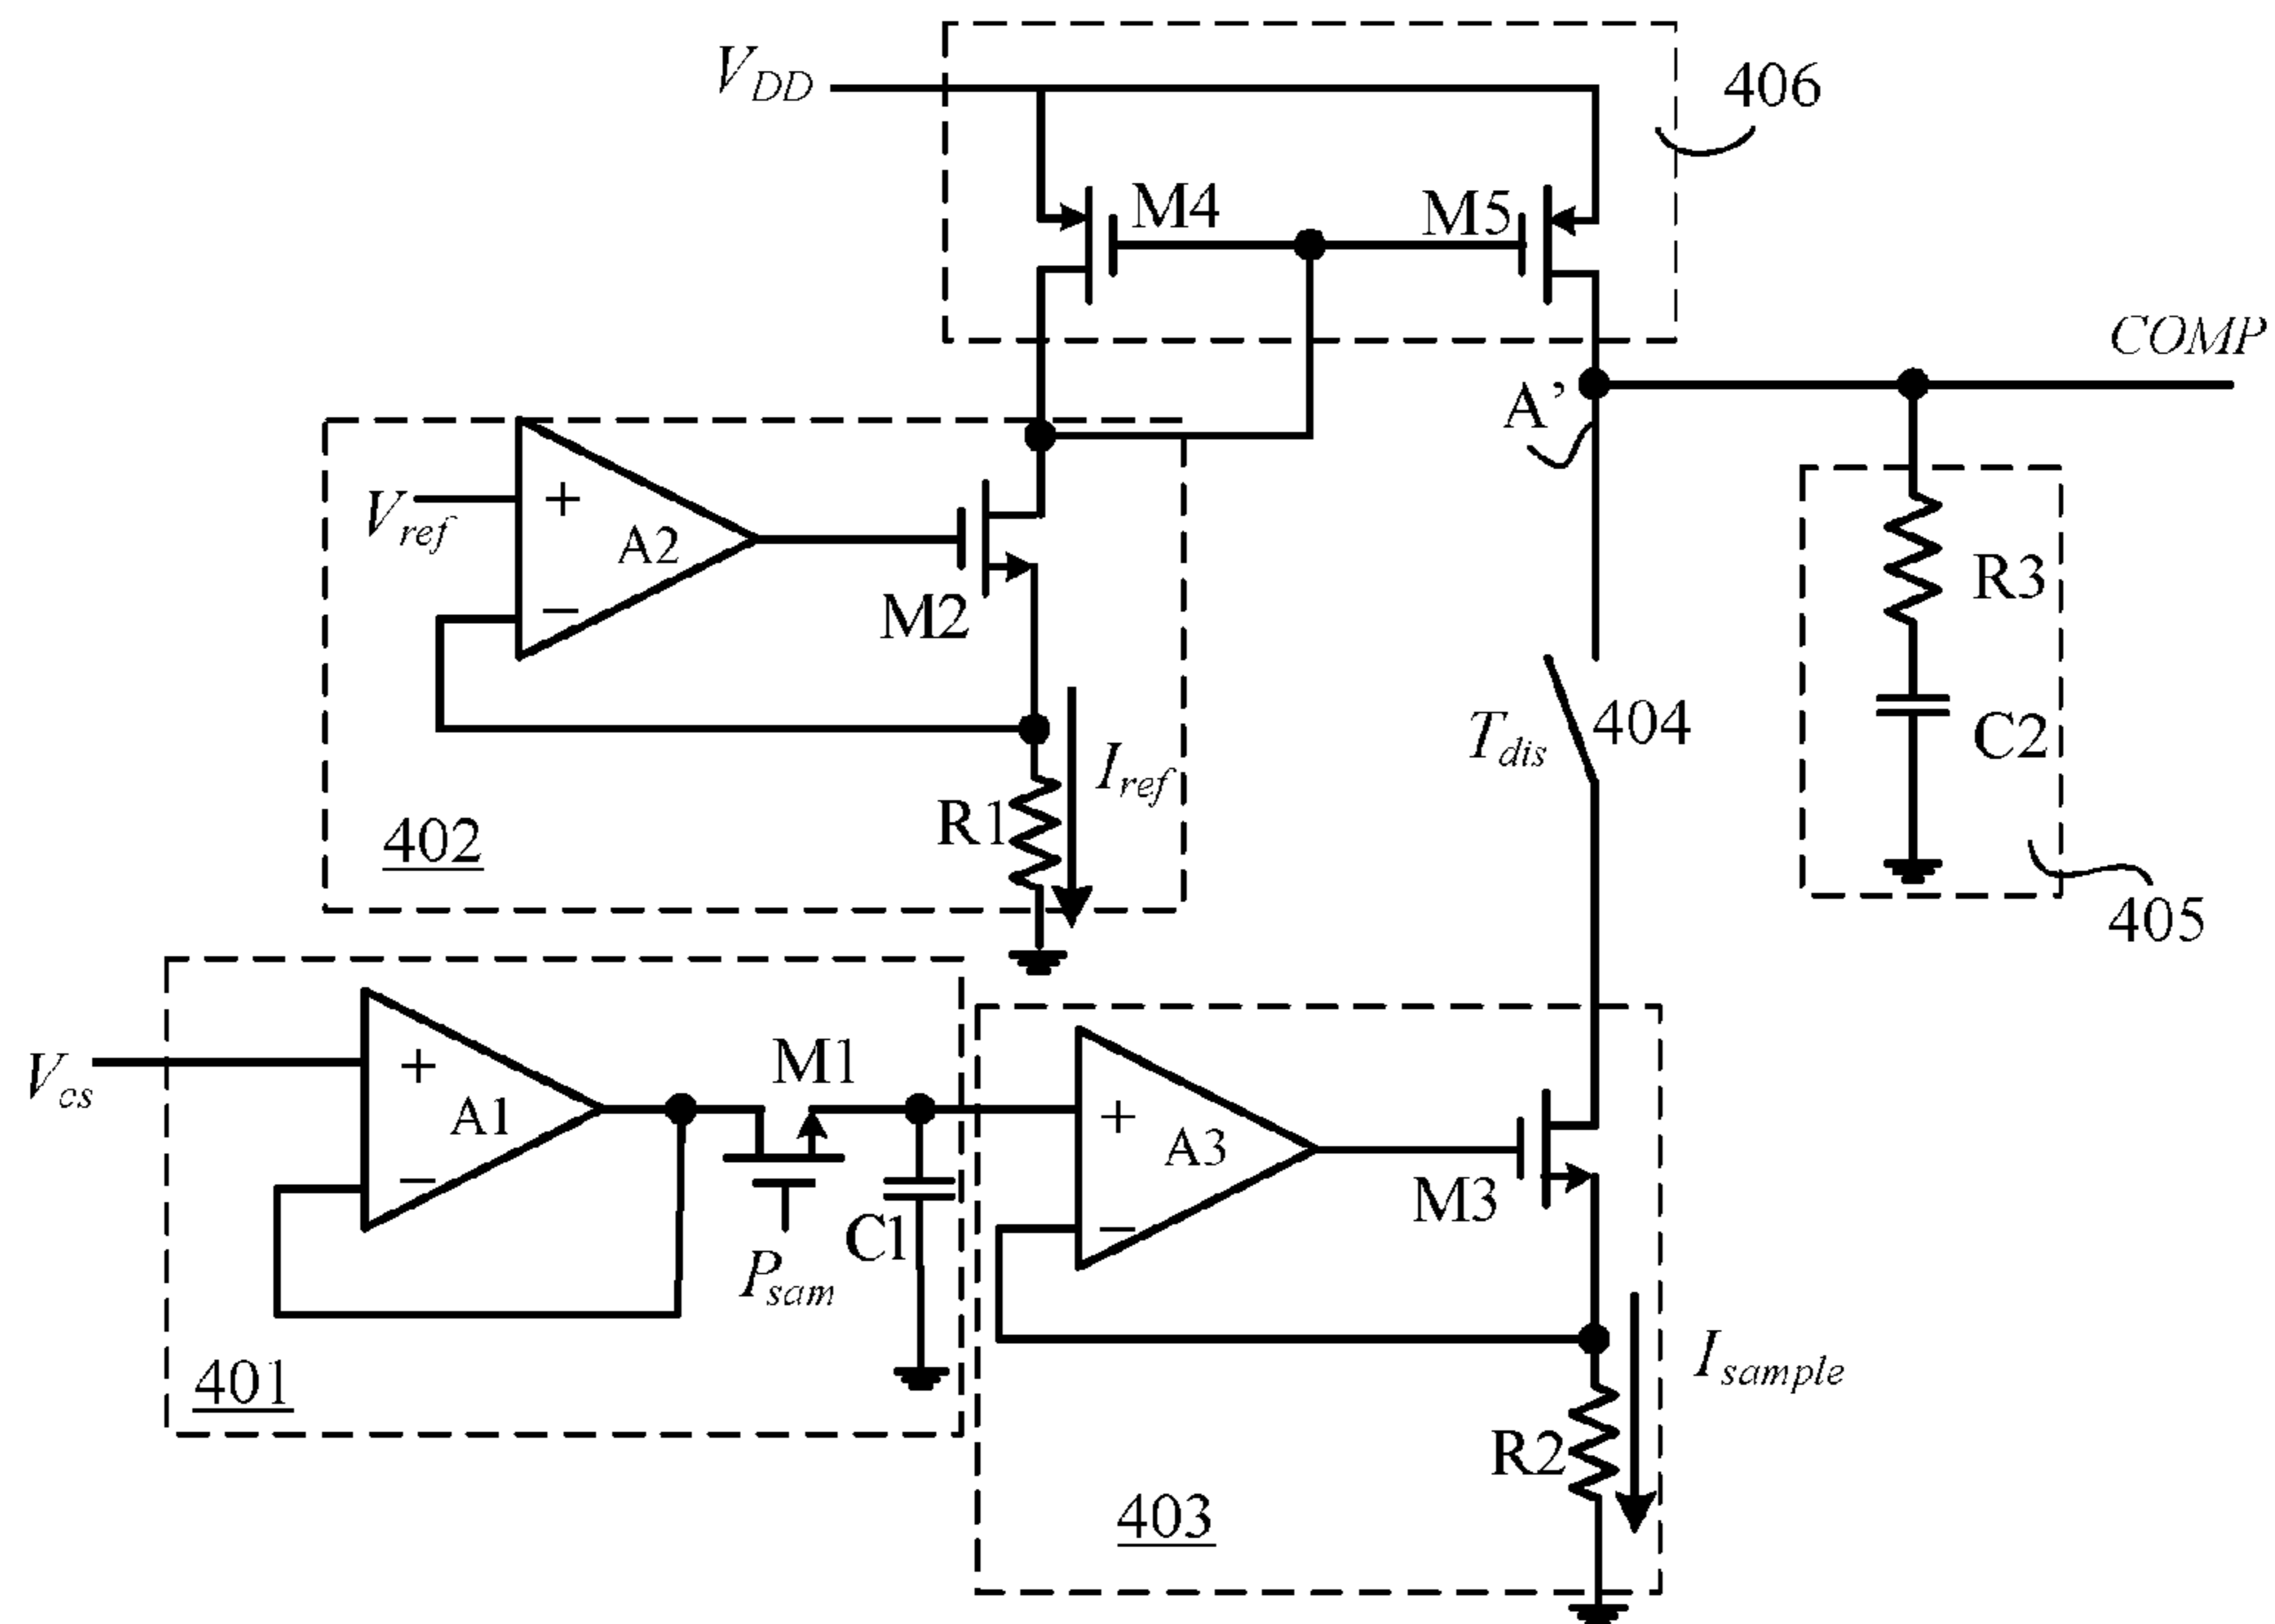 VDD
406
M4
M5
COMP
A’
Vref
+
A2
−
M2
R3
Tdis
404
C2
Iref
R1
402
405
Vcs
+
A1
−
M1
+
A3
−
M3
C1
Psam
Isample
401
R2
403